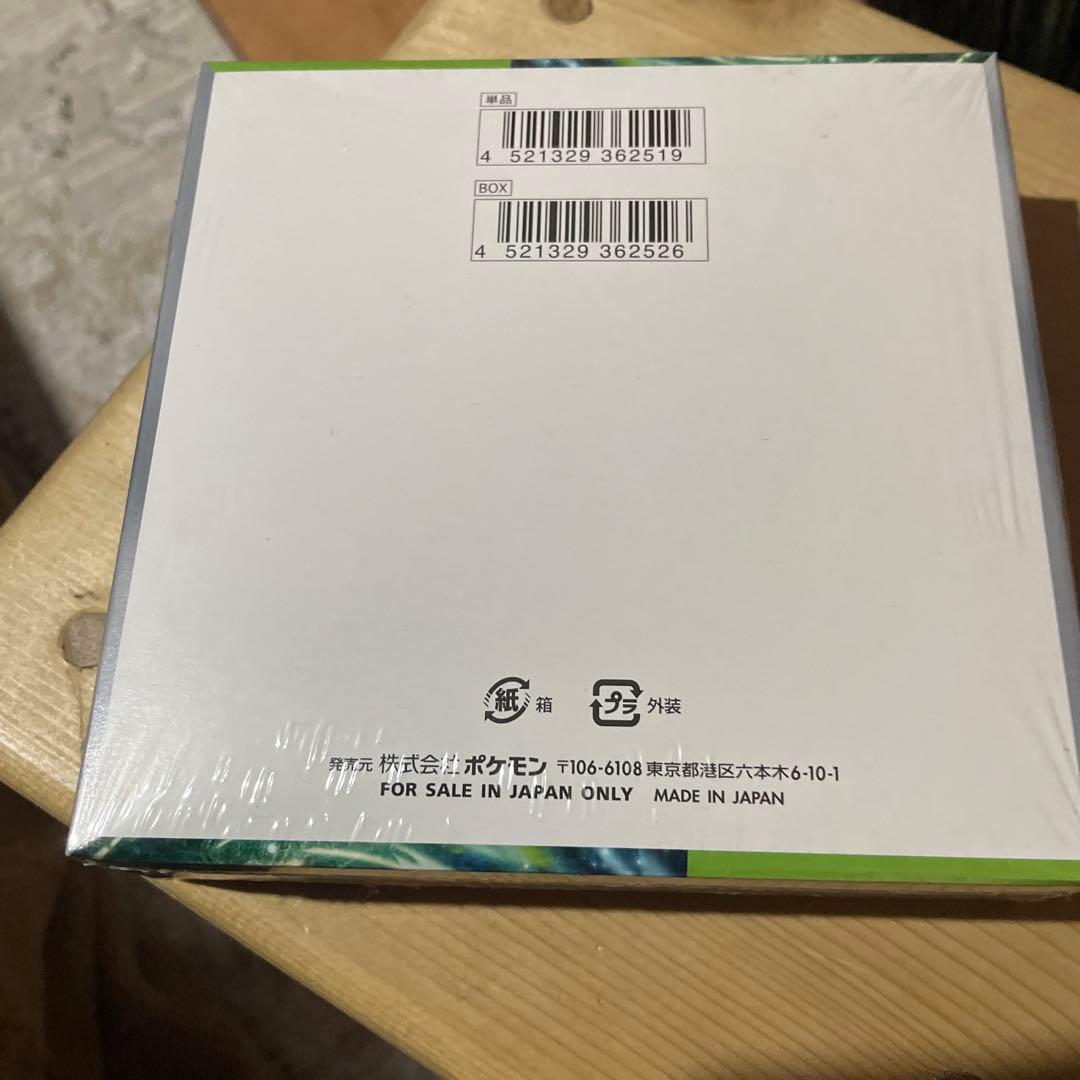 単品
4 521329 362519
BOX
4 521329 362526
紙 箱 プラ 外装
発売元 株式会社 ポケモン 〒106-6108 東京都港区六本木6-10-1
FOR SALE IN JAPAN ONLY MADE IN JAPAN